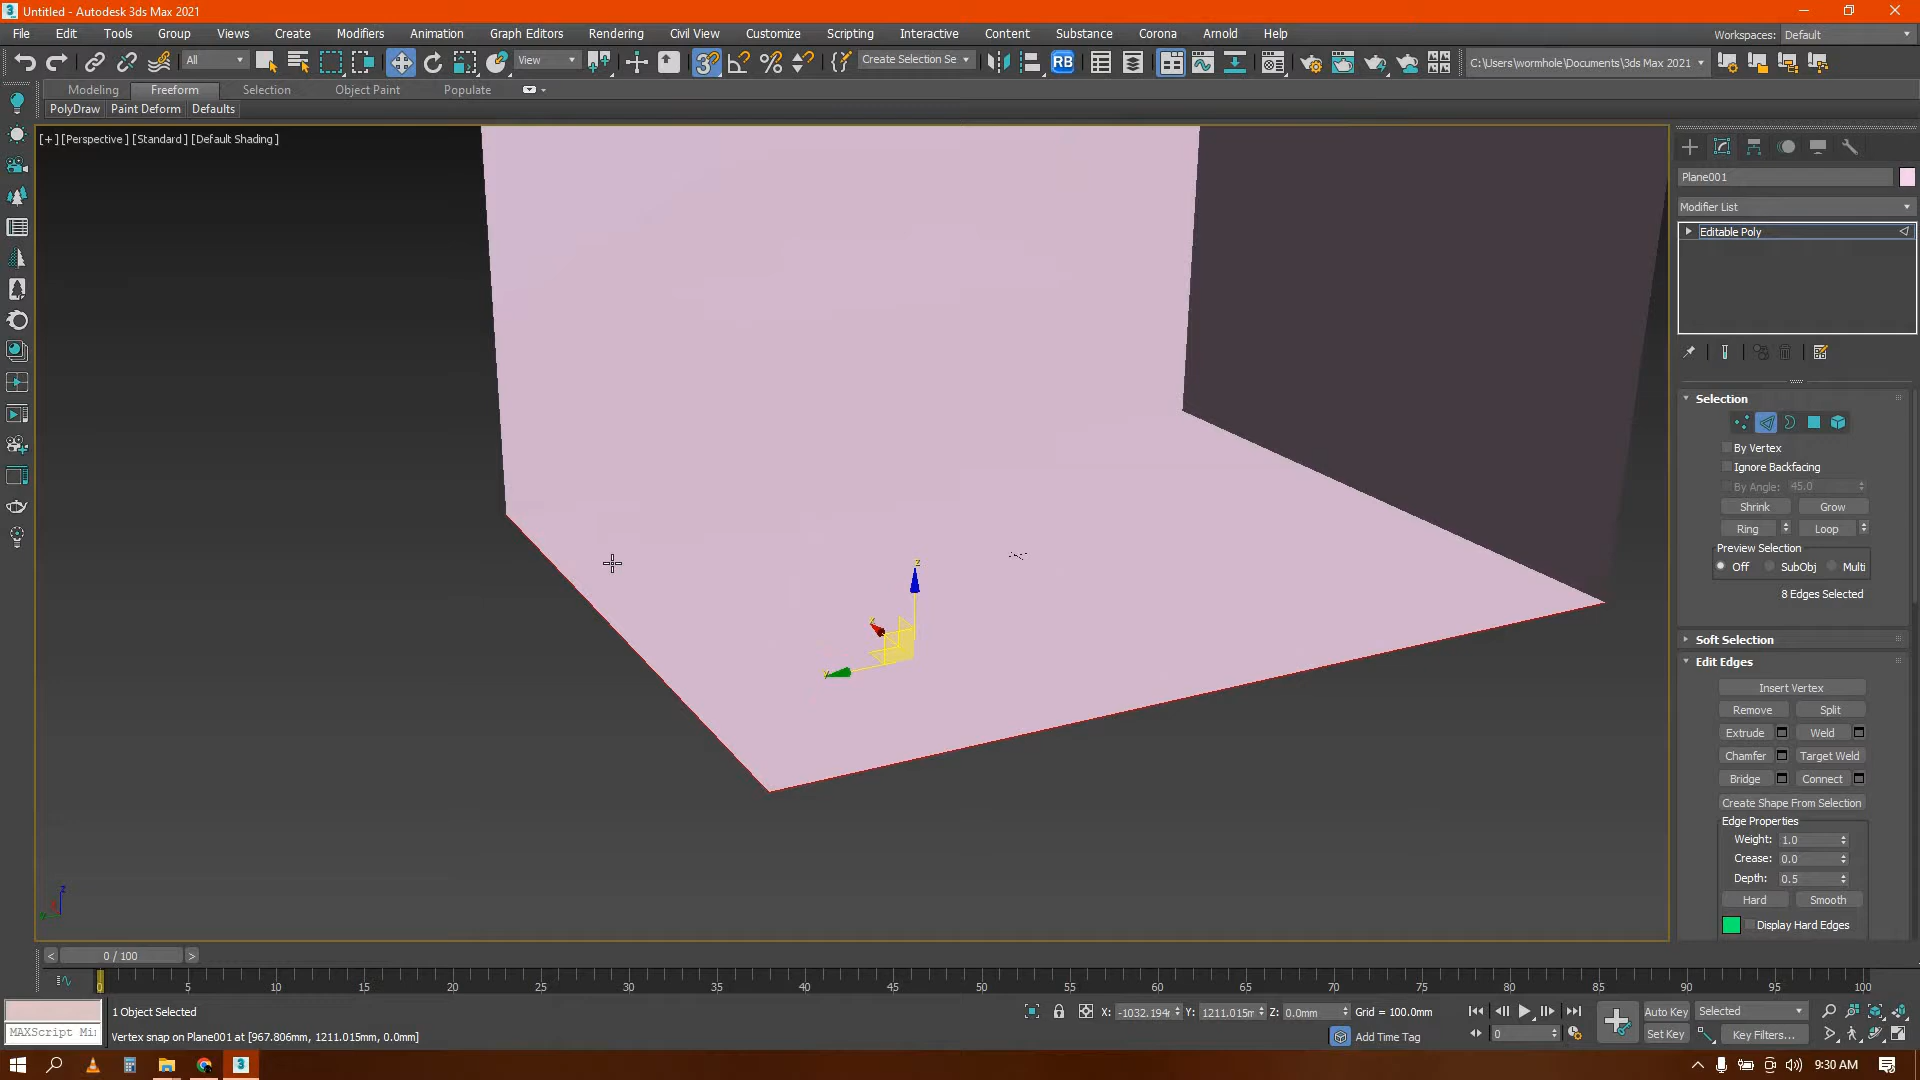 Untitled - Autodesk 3ds Max 2021
File Edit Tools Group Views Create Modifiers Animation Graph Editors Rendering Civil View Customize Scripting Interactive Content Substance Corona Arnold Help
Workspaces: Default
All View Create Selection Se C:\Users\wormhole\Documents\3ds Max 2021
Modeling Freeform Selection Object Paint Populate
PolyDraw Paint Deform Defaults
[+] [Perspective] [Standard] [Default Shading]
Plane001
Modifier List
Editable Poly
Selection
By Vertex
Ignore Backfacing
By Angle: 45.0
Shrink Grow
Ring Loop
Preview Selection
Off SubObj Multi
8 Edges Selected
Soft Selection
Edit Edges
Insert Vertex
Remove Split
Extrude Weld
Chamfer Target Weld
Bridge Connect
Create Shape From Selection
Edge Properties
Weight: 1.0
Crease: 0.0
Depth: 0.5
Hard Smooth
Display Hard Edges
z
x
y
z
0 / 100
0 5 10 15 20 25 30 35 40 45 50 55 60 65 70 75 80 85 90 95 100
1 Object Selected
X: -1032.194m Y: 1211.015m Z: 0.0mm Grid = 100.0mm
Auto Key Selected
MAXScript Mi
Vertex snap on Plane001 at [967.806mm, 1211.015mm, 0.0mm]
Add Time Tag
0
Set Key Key Filters...
9:30 AM